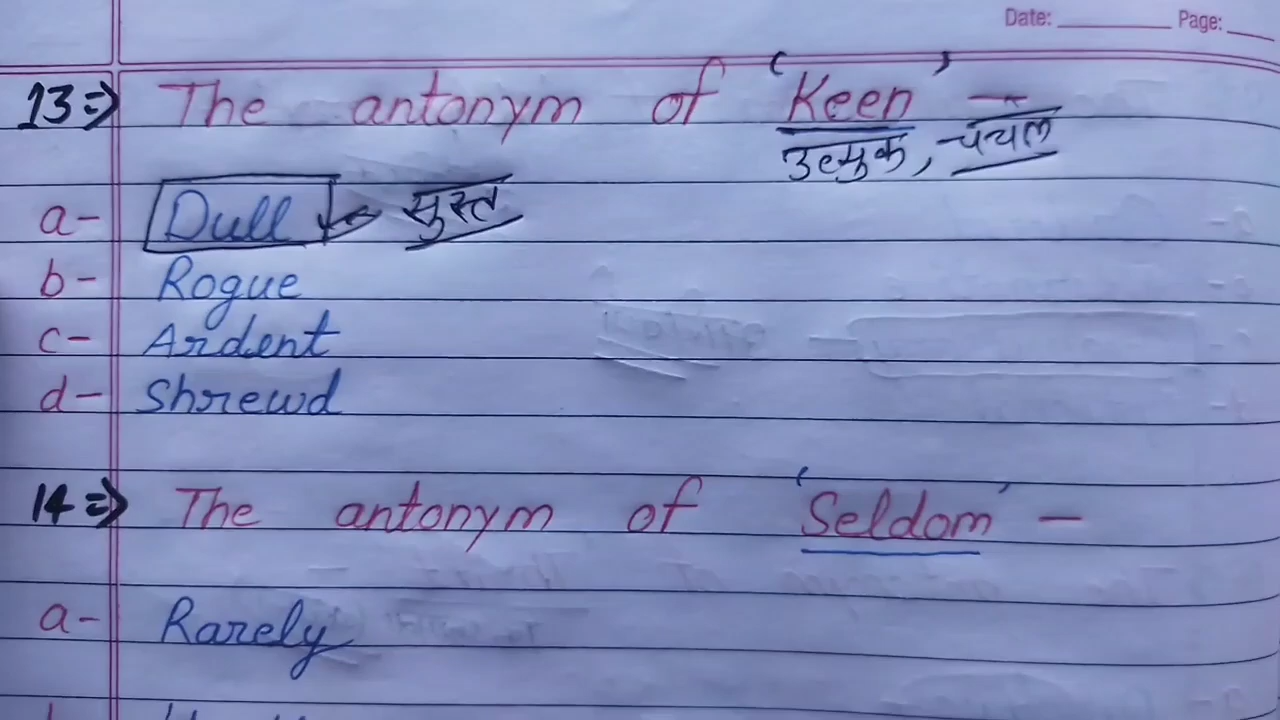 Date: Page:
13⇒ The antonym of 'Keen' -
उत्सुक, चंचल
a- Dull → सुस्त
b- Rogue
c- Ardent
d- Shrewd
14⇒ The antonym of 'Seldom' -
a- Rarely